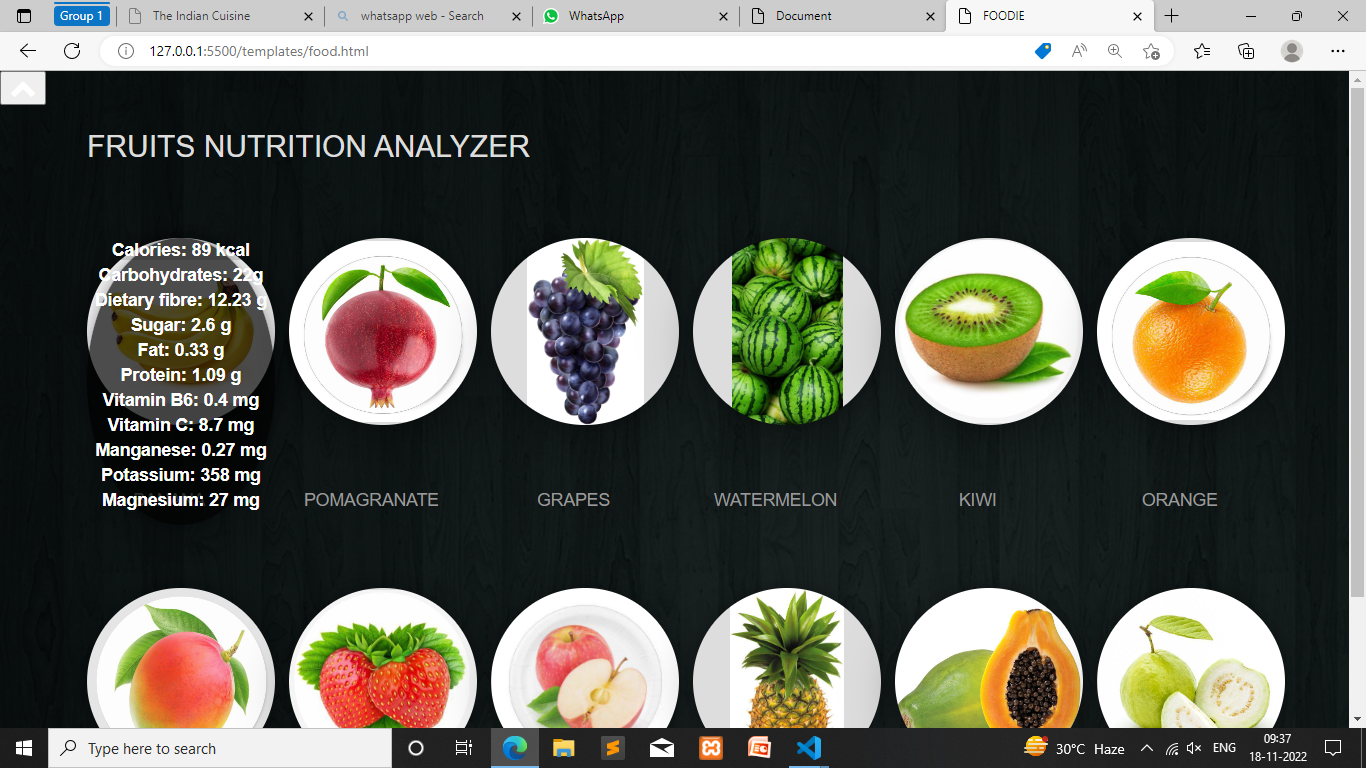 Group 1
The Indian Cuisine
whatsapp web - Search
WhatsApp
Document
FOODIE
127.0.0.1:5500/templates/food.html
FRUITS NUTRITION ANALYZER
Calories: 89 kcal
Carbohydrates: 22g
Dietary fibre: 12.23 g
Sugar: 2.6 g
Fat: 0.33 g
Protein: 1.09 g
Vitamin B6: 0.4 mg
Vitamin C: 8.7 mg
Manganese: 0.27 mg
Potassium: 358 mg
Magnesium: 27 mg
POMAGRANATE
GRAPES
WATERMELON
KIWI
ORANGE
Type here to search
30°C Haze
ENG
09:37
18-11-2022